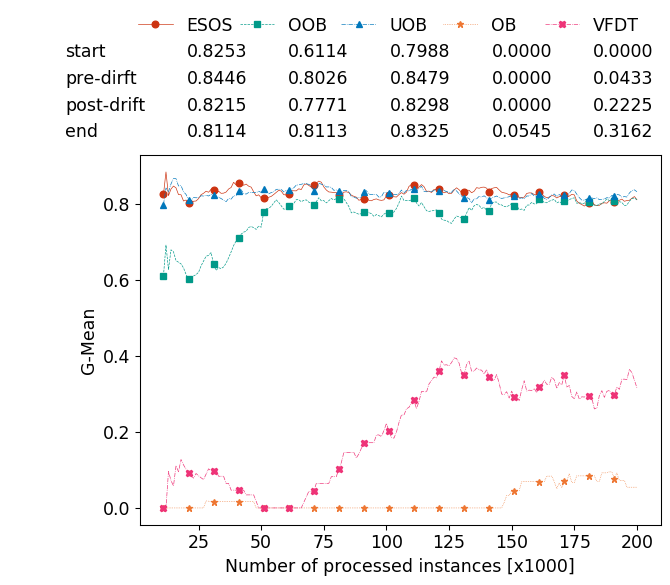 ESOS OOB UOB OB VFDT
start 0.8253 0.6114 0.7988 0.0000 0.0000
pre-dirft 0.8446 0.8026 0.8479 0.0000 0.0433
post-drift 0.8215 0.7771 0.8298 0.0000 0.2225
end 0.8114 0.8113 0.8325 0.0545 0.3162
0.8
0.6
0.4
0.2
0.0
G-Mean
25 50 75 100 125 150 175 200
Number of processed instances [x1000]